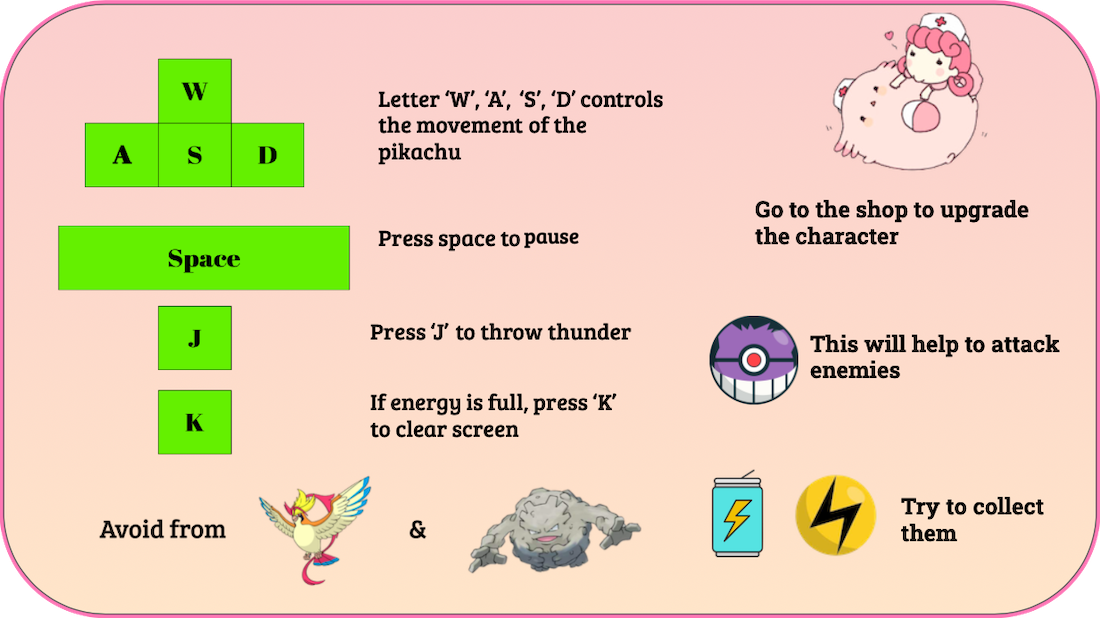 W
A S D
Letter ‘W’, ‘A’, ‘S’, ‘D’ controls
the movement of the
pikachu
Space
Press space to pause
J
Press ‘J’ to throw thunder
K
If energy is full, press ‘K’
to clear screen
Avoid from
&
Go to the shop to upgrade
the character
This will help to attack
enemies
Try to collect
them